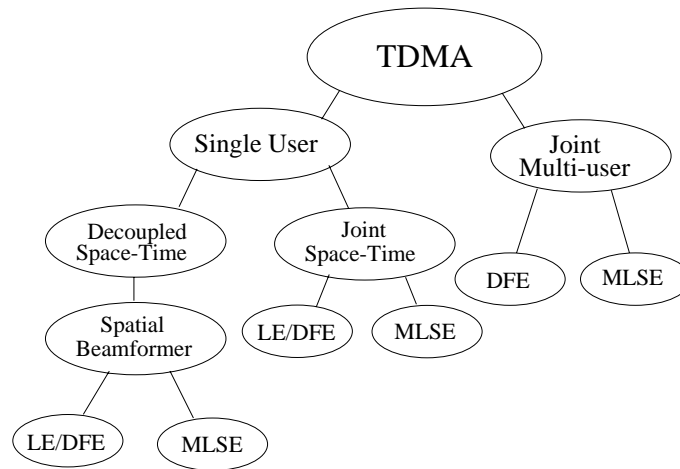 TDMA
Single User
Joint
Multi-user
Decoupled
Space-Time
Joint
Space-Time
DFE
MLSE
Spatial
Beamformer
LE/DFE
MLSE
LE/DFE
MLSE